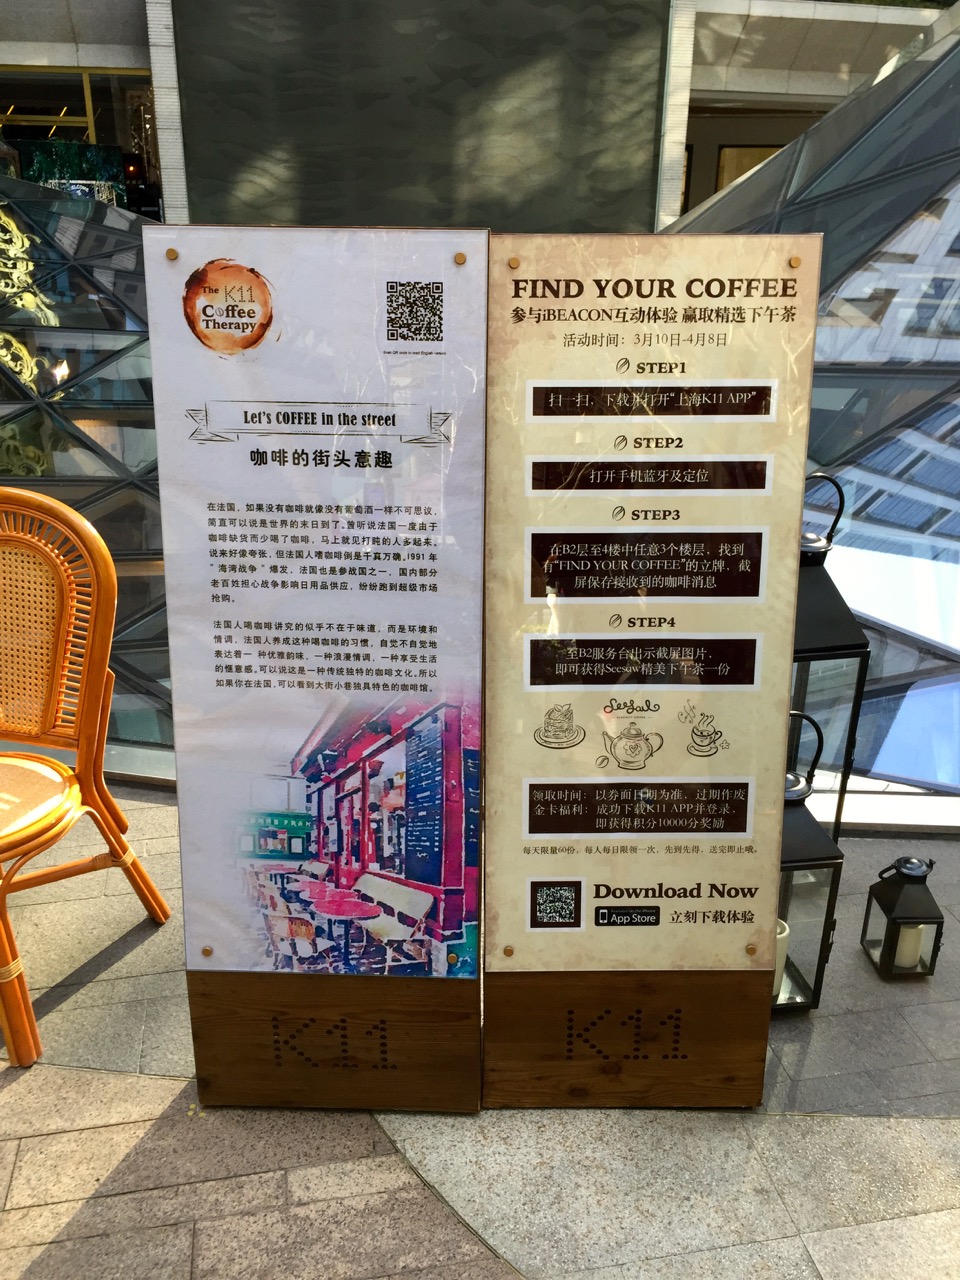 The K11
Coffee
Therapy
Let's COFFEE in the street
咖啡的街头意趣
在法国，如果没有咖啡就像没有葡萄酒一样不可思议，
简直可以说是世界的末日到了。曾听说法国一度由于
咖啡缺货而少喝了咖啡，马上就见打盹的人多起来。
说来好像夸张，但法国人嗜咖啡倒是千真万确。1991 年
“海湾战争”爆发，法国也是参战国之一，国内部分
老百姓担心战争影响日用品供应，纷纷跑到超级市场
抢购。
法国人喝咖啡讲究的似乎不在于味道，而是环境和
情调，法国人养成这种喝咖啡的习惯，自觉不自觉地
表达着一 种优雅韵味、一种浪漫情调、一种享受生活
的惬意感。可以说这是一种传统独特的咖啡文化。所以
如果你在法国，可以看到大街小巷独具特色的咖啡馆。
K11
FIND YOUR COFFEE
参与iBEACON互动体验 赢取精选下午茶
活动时间：3月10日-4月8日
STEP1
扫一扫，下载并打开“上海K11 APP”
STEP2
打开手机蓝牙及定位
STEP3
在B2层至4楼中任意3个楼层，找到
有“FIND YOUR COFFEE”的立牌，截
屏保存接收到的咖啡消息
STEP4
至B2服务台出示截屏图片，
即可获得Seesaw精美下午茶一份
SeeSaw
领取时间：以券面日期为准，过期作废
金卡福利：成功下载K11 APP并登录、
即获得积分10000分奖励
每天限量60份，每人每日限领一次，先到先得，送完即止哦。
Download Now
App Store 立刻下载体验
K11